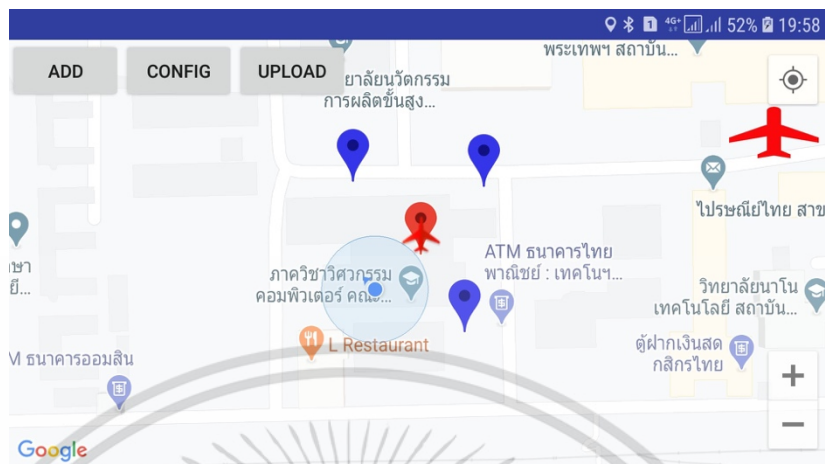 4G+ 52% 19:58
ADD CONFIG UPLOAD
พระเทพฯ สถาบัน...
ยาลัยนวัตกรรม
การผลิตขั้นสูง...
ไปรษณีย์ไทย สาข
ษา
ยี...
ATM ธนาคารไทย
พาณิชย์ : เทคโนฯ...
ภาควิชาวิศวกรรม
คอมพิวเตอร์ คณะ...
วิทยาลัยนาโน
เทคโนโลยี สถาบัน...
L Restaurant
ตู้ฝากเงินสด
กสิกรไทย
M ธนาคารออมสิน
+
−
Google